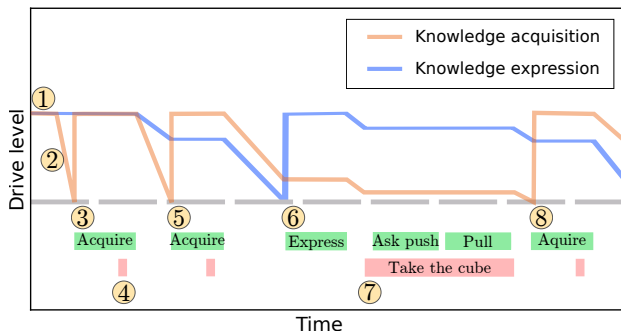 Knowledge acquisition
Knowledge expression
Drive level
1
2
3
5
6
8
Acquire
Acquire
Express
Ask push
Pull
Aquire
Take the cube
4
7
Time